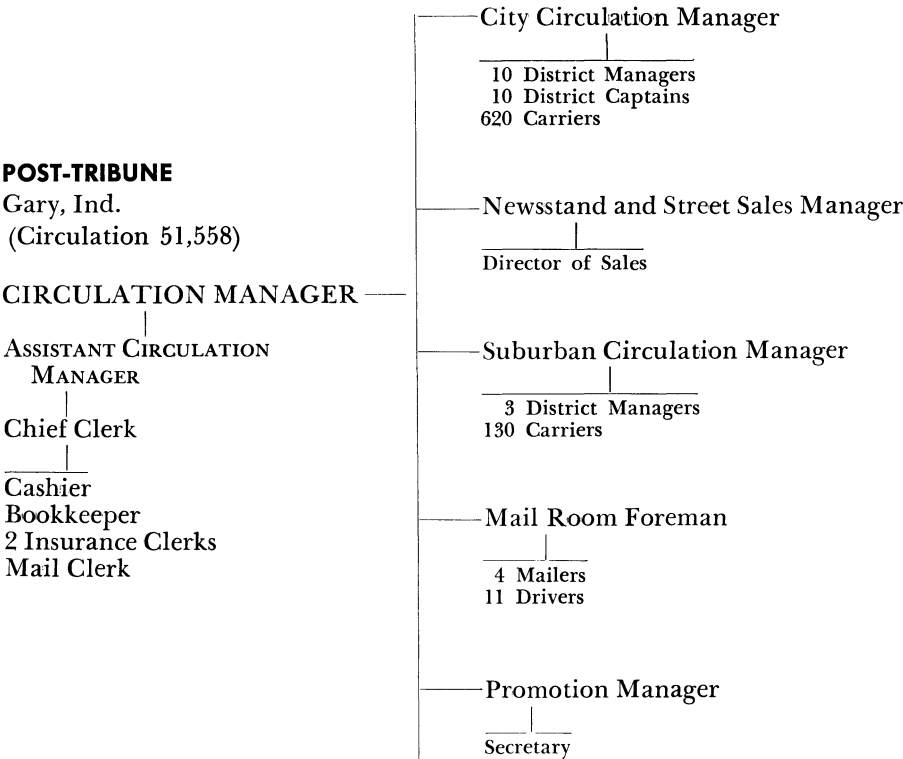 POST-TRIBUNE
Gary, Ind.
(Circulation 51,558)
CIRCULATION MANAGER
ASSISTANT CIRCULATION
MANAGER
Chief Clerk
Cashier
Bookkeeper
2 Insurance Clerks
Mail Clerk
City Circulation Manager
10 District Managers
10 District Captains
620 Carriers
Newsstand and Street Sales Manager
Director of Sales
Suburban Circulation Manager
3 District Managers
130 Carriers
Mail Room Foreman
4 Mailers
11 Drivers
Promotion Manager
Secretary